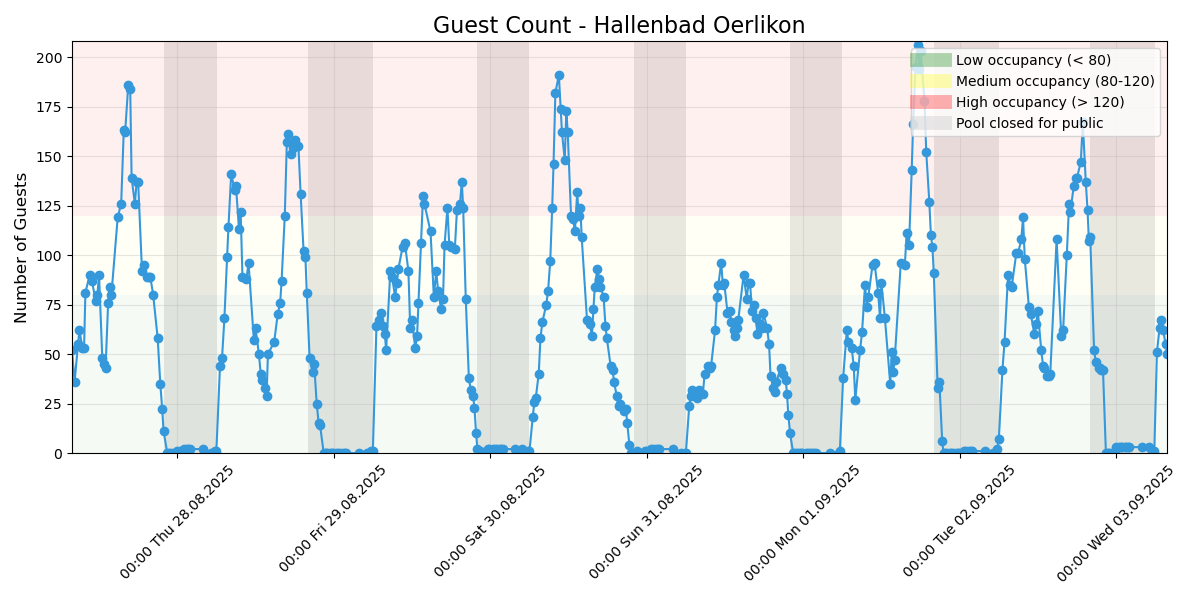 Guest Count - Hallenbad Oerlikon
Number of Guests
200
175
150
125
100
75
50
25
0
Low occupancy (< 80)
Medium occupancy (80-120)
High occupancy (> 120)
Pool closed for public
00:00 Thu 28.08.2025
00:00 Fri 29.08.2025
00:00 Sat 30.08.2025
00:00 Sun 31.08.2025
00:00 Mon 01.09.2025
00:00 Tue 02.09.2025
00:00 Wed 03.09.2025